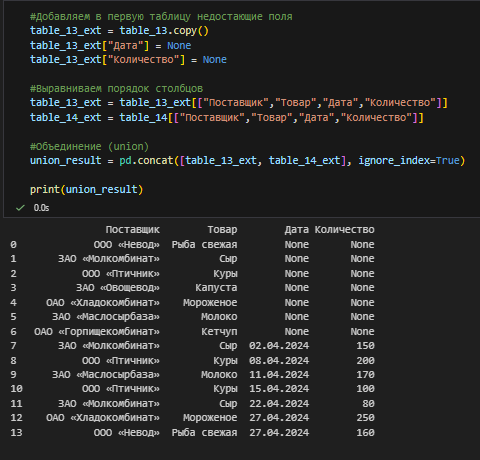 #Добавляем в первую таблицу недостающие поля
table_13_ext = table_13.copy()
table_13_ext["Дата"] = None
table_13_ext["Количество"] = None
#Выравниваем порядок столбцов
table_13_ext = table_13_ext[["Поставщик","Товар","Дата","Количество"]]
table_14_ext = table_14[["Поставщик","Товар","Дата","Количество"]]
#Объединение (union)
union_result = pd.concat([table_13_ext, table_14_ext], ignore_index=True)
print(union_result)
0.0s
Поставщик Товар Дата Количество
0 ООО «Невод» Рыба свежая None None
1 ЗАО «Молкомбинат» Сыр None None
2 ООО «Птичник» Куры None None
3 ЗАО «Овощевод» Капуста None None
4 ОАО «Хладокомбинат» Мороженое None None
5 ЗАО «Маслосырбаза» Молоко None None
6 ОАО «Горпищекомбинат» Кетчуп None None
7 ЗАО «Молкомбинат» Сыр 02.04.2024 150
8 ООО «Птичник» Куры 08.04.2024 200
9 ЗАО «Маслосырбаза» Молоко 11.04.2024 170
10 ООО «Птичник» Куры 15.04.2024 100
11 ЗАО «Молкомбинат» Сыр 22.04.2024 80
12 ОАО «Хладокомбинат» Мороженое 27.04.2024 250
13 ООО «Невод» Рыба свежая 27.04.2024 160